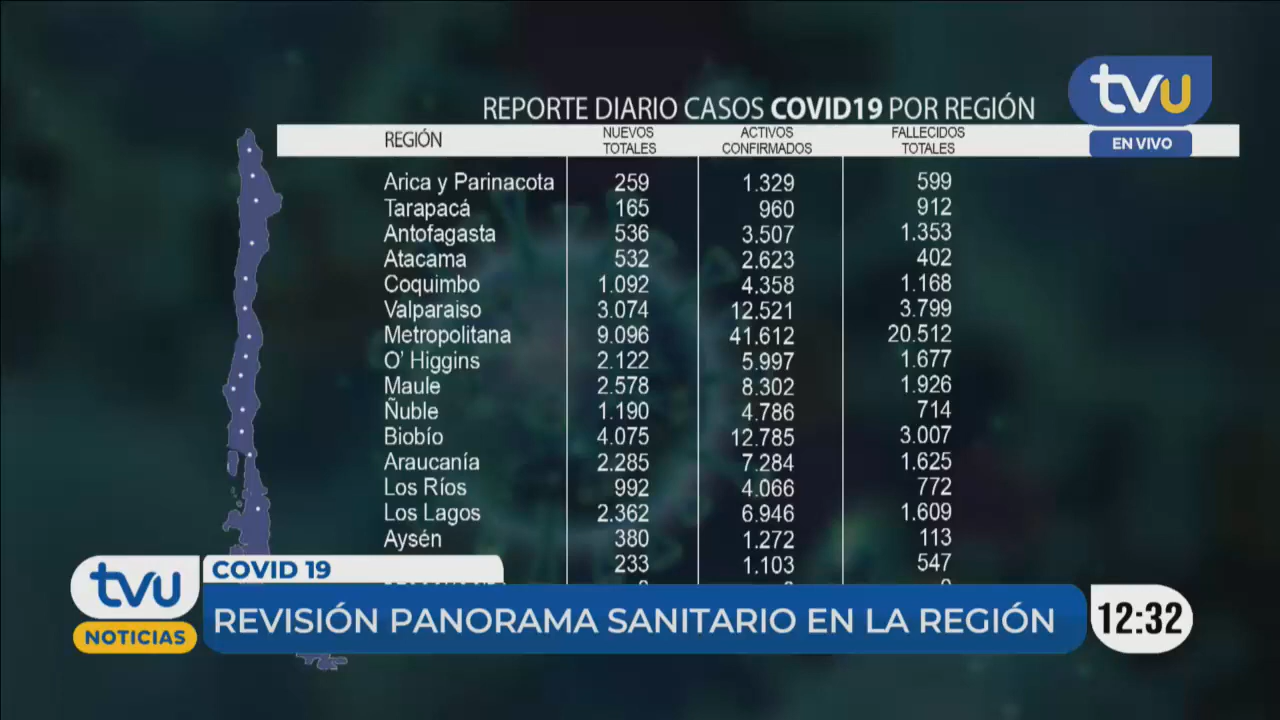 REPORTE DIARIO CASOS COVID19 POR REGIÓN
tvu
EN VIVO
REGIÓN NUEVOS TOTALES ACTIVOS CONFIRMADOS FALLECIDOS TOTALES
Arica y Parinacota 259 1.329 599
Tarapacá 165 960 912
Antofagasta 536 3.507 1.353
Atacama 532 2.623 402
Coquimbo 1.092 4.358 1.168
Valparaiso 3.074 12.521 3.799
Metropolitana 9.096 41.612 20.512
O' Higgins 2.122 5.997 1.677
Maule 2.578 8.302 1.926
Ñuble 1.190 4.786 714
Biobío 4.075 12.785 3.007
Araucanía 2.285 7.284 1.625
Los Ríos 992 4.066 772
Los Lagos 2.362 6.946 1.609
Aysén 380 1.272 113
233 1.103 547
tvu
NOTICIAS
COVID 19
REVISIÓN PANORAMA SANITARIO EN LA REGIÓN
12:32